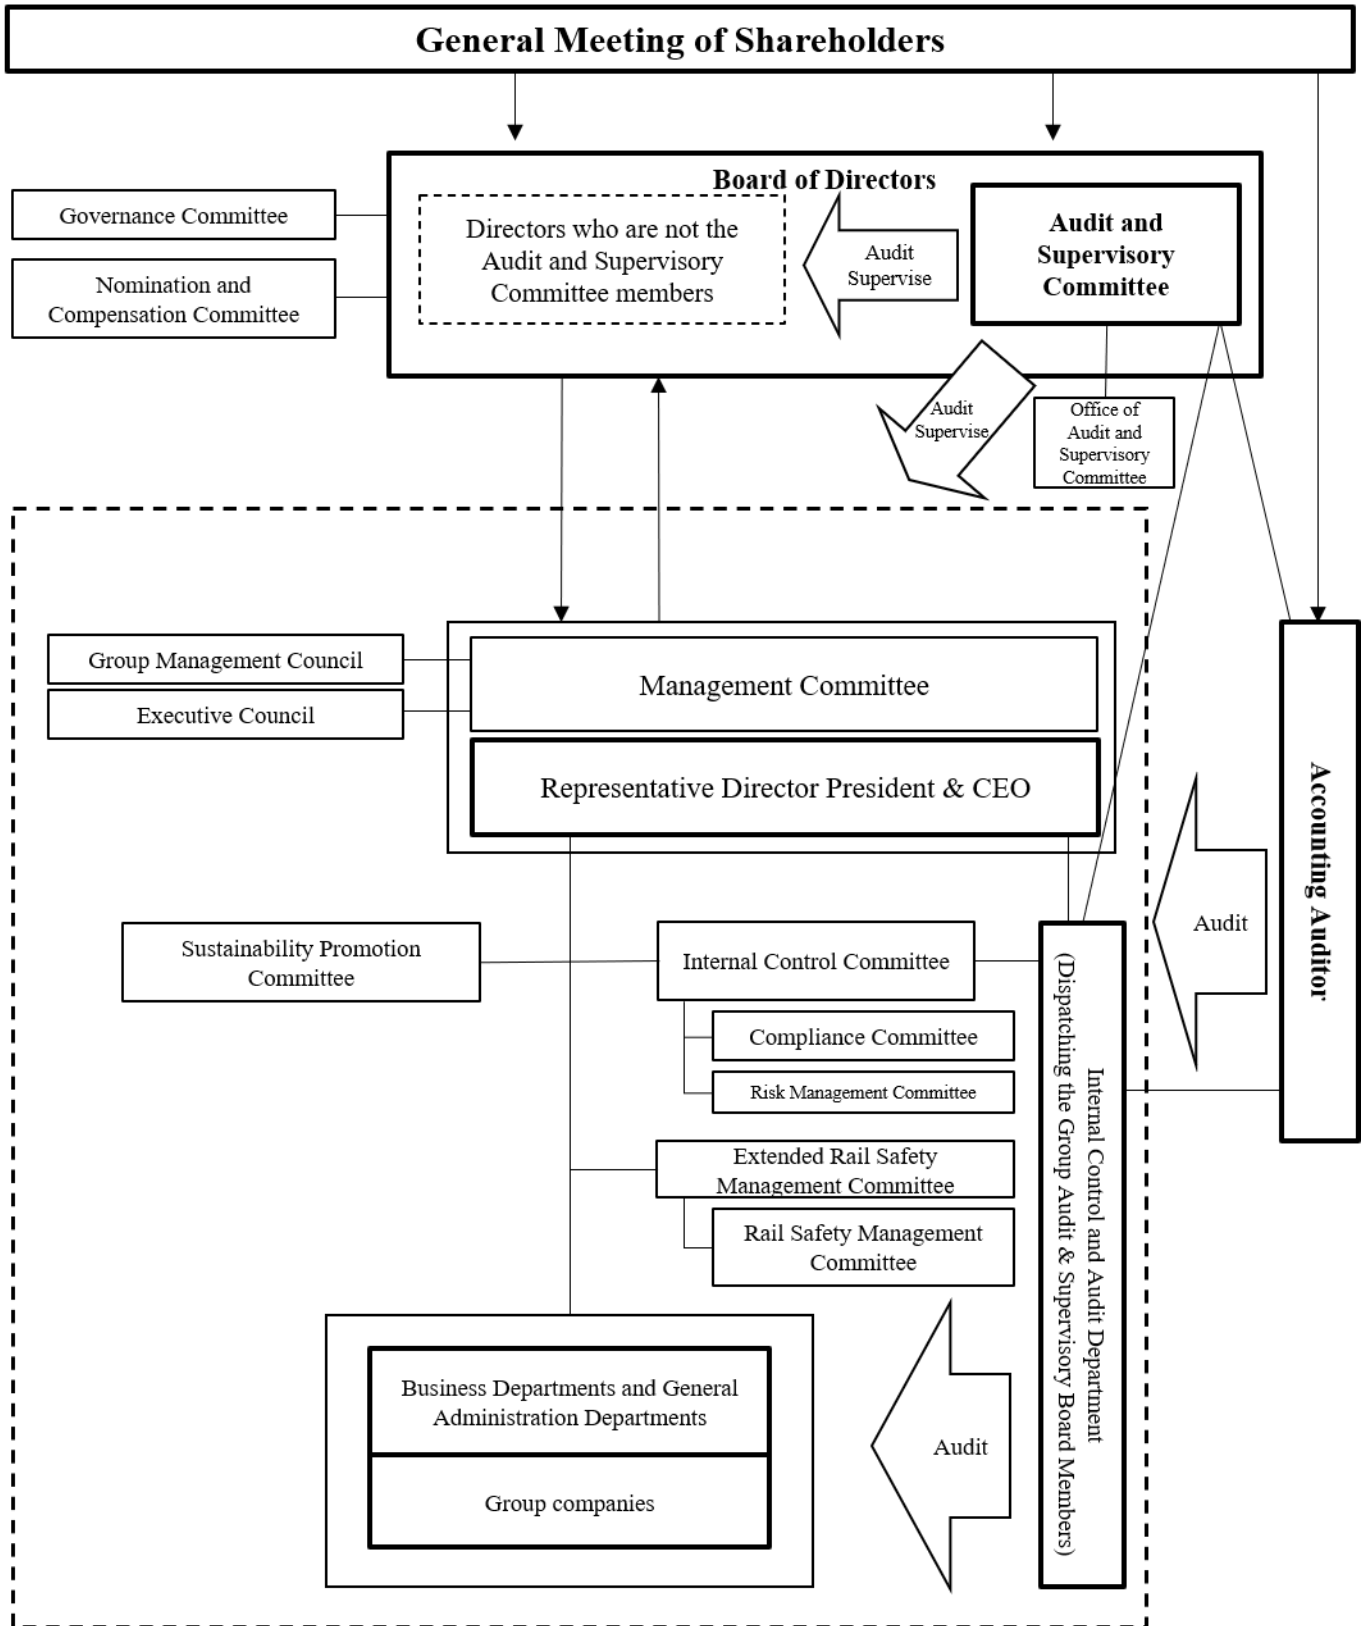 General Meeting of Shareholders
Board of Directors
Governance Committee
Nomination and
Compensation Committee
Directors who are not the
Audit and Supervisory
Committee members
Audit
Supervise
Audit and
Supervisory
Committee
Audit
Supervise
Office of
Audit and
Supervisory
Committee
Group Management Council
Executive Council
Management Committee
Representative Director President & CEO
Accounting Auditor
Audit
Sustainability Promotion
Committee
Internal Control Committee
Compliance Committee
Risk Management Committee
Extended Rail Safety
Management Committee
Rail Safety Management
Committee
Internal Control and Audit Department
(Dispatching the Group Audit & Supervisory Board Members)
Business Departments and General
Administration Departments
Group companies
Audit